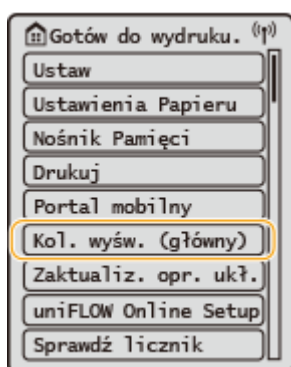 Gotów do wydruku.
Ustaw
Ustawienia Papieru
Nośnik Pamięci
Drukuj
Portal mobilny
Kol. wyśw. (główny)
Zaktualiz. opr. ukł.
uniFLOW Online Setup
Sprawdź licznik